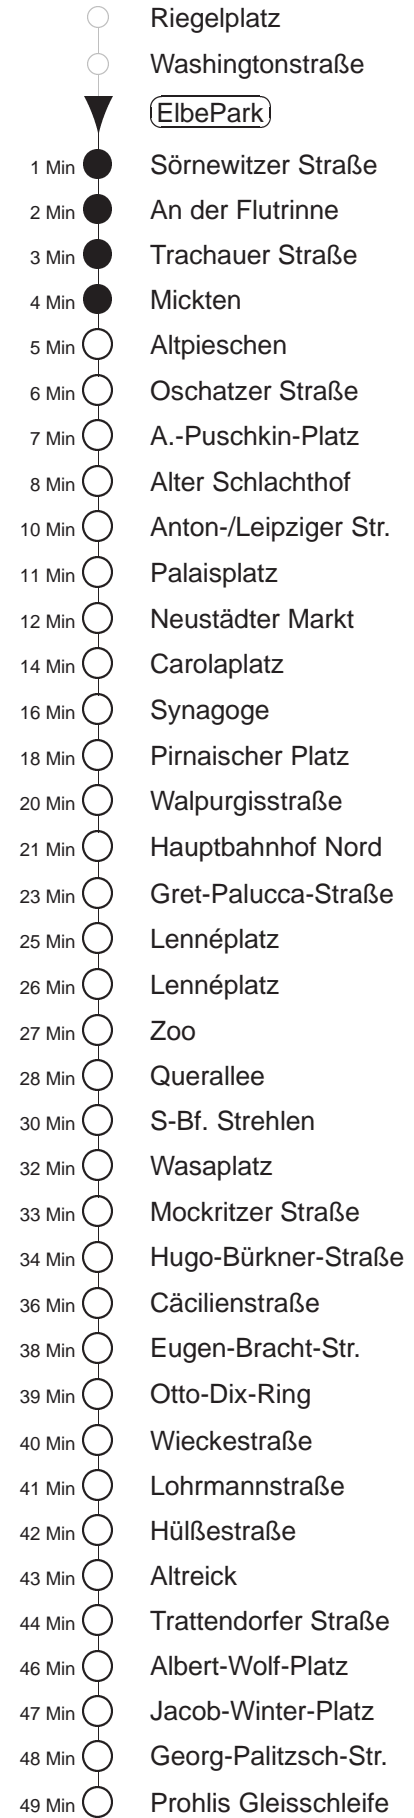 Riegelplatz
Washingtonstraße
ElbePark
1 Min Sörnewitzer Straße
2 Min An der Flutrinne
3 Min Trachauer Straße
4 Min Mickten
5 Min Altpieschen
6 Min Oschatzer Straße
7 Min A.-Puschkin-Platz
8 Min Alter Schlachthof
10 Min Anton-/Leipziger Str.
11 Min Palaisplatz
12 Min Neustädter Markt
14 Min Carolaplatz
16 Min Synagoge
18 Min Pirnaischer Platz
20 Min Walpurgisstraße
21 Min Hauptbahnhof Nord
23 Min Gret-Palucca-Straße
25 Min Lennéplatz
26 Min Lennéplatz
27 Min Zoo
28 Min Querallee
30 Min S-Bf. Strehlen
32 Min Wasaplatz
33 Min Mockritzer Straße
34 Min Hugo-Bürkner-Straße
36 Min Cäcilienstraße
38 Min Eugen-Bracht-Str.
39 Min Otto-Dix-Ring
40 Min Wieckestraße
41 Min Lohrmannstraße
42 Min Hülßestraße
43 Min Altreick
44 Min Trattendorfer Straße
46 Min Albert-Wolf-Platz
47 Min Jacob-Winter-Platz
48 Min Georg-Palitzsch-Str.
49 Min Prohlis Gleisschleife